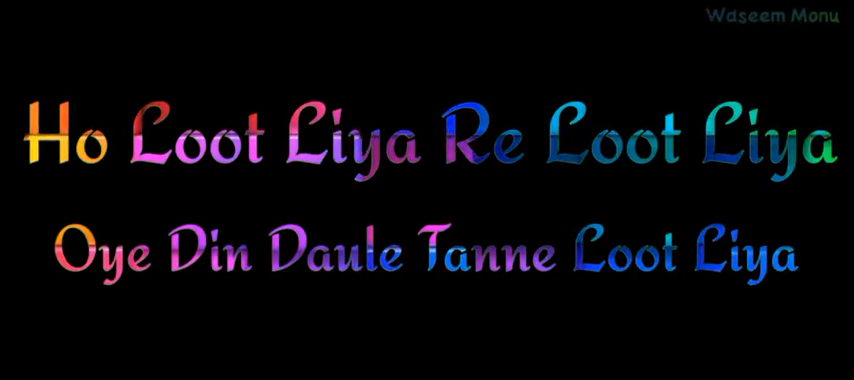 Waseem Monu
Ho Loot Liya Re Loot Liya
Oye Din Daule Tanne Loot Liya